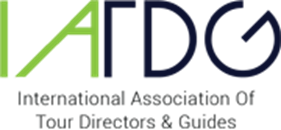 IATDG
International Association Of
Tour Directors & Guides